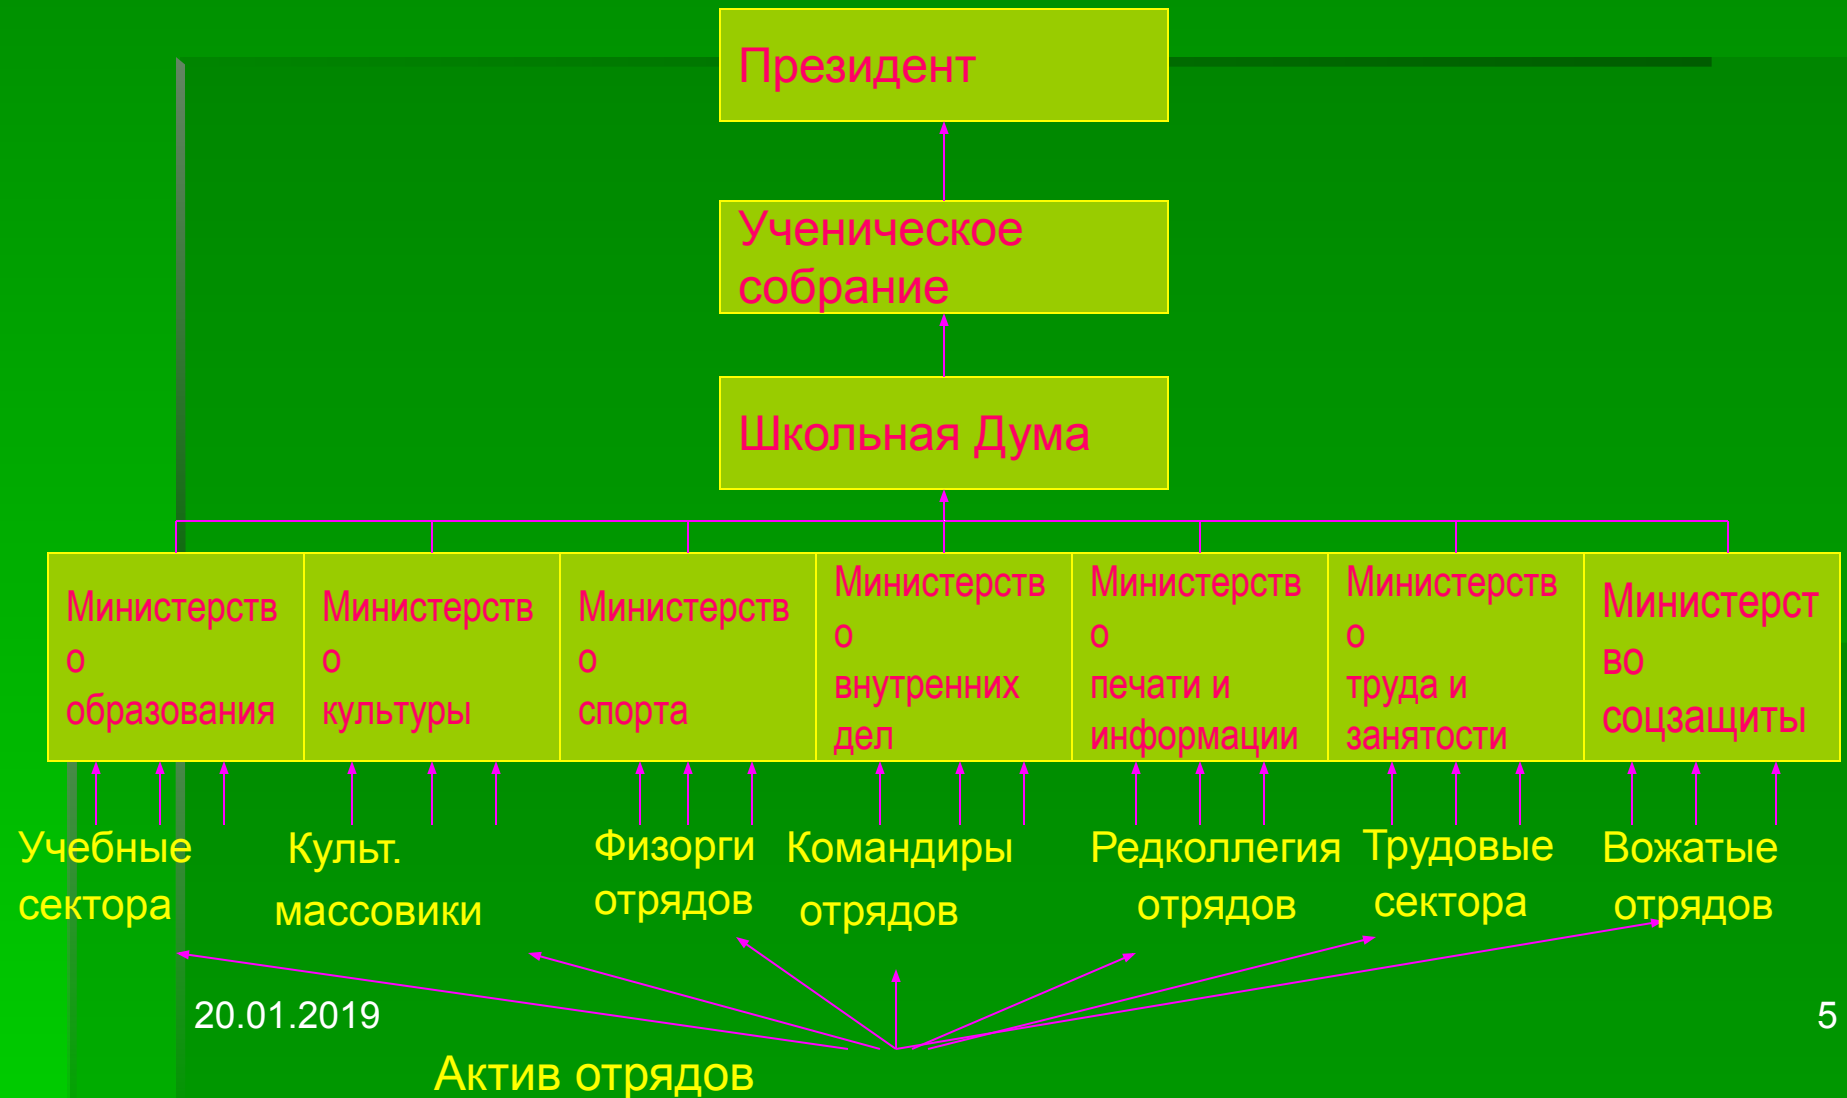 Президент
Ученическое
собрание
Школьная Дума
Министерств
о
образования
Министерств
о
культуры
Министерств
о
спорта
Министерств
о
внутренних
дел
Министерств
о
печати и
информации
Министерств
о
труда и
занятости
Министерст
во
соцзащиты
Учебные
сектора
Культ.
массовики
Физорги
отрядов
Командиры
отрядов
Редколлегия
отрядов
Трудовые
сектора
Вожатые
отрядов
20.01.2019
5
Актив отрядов